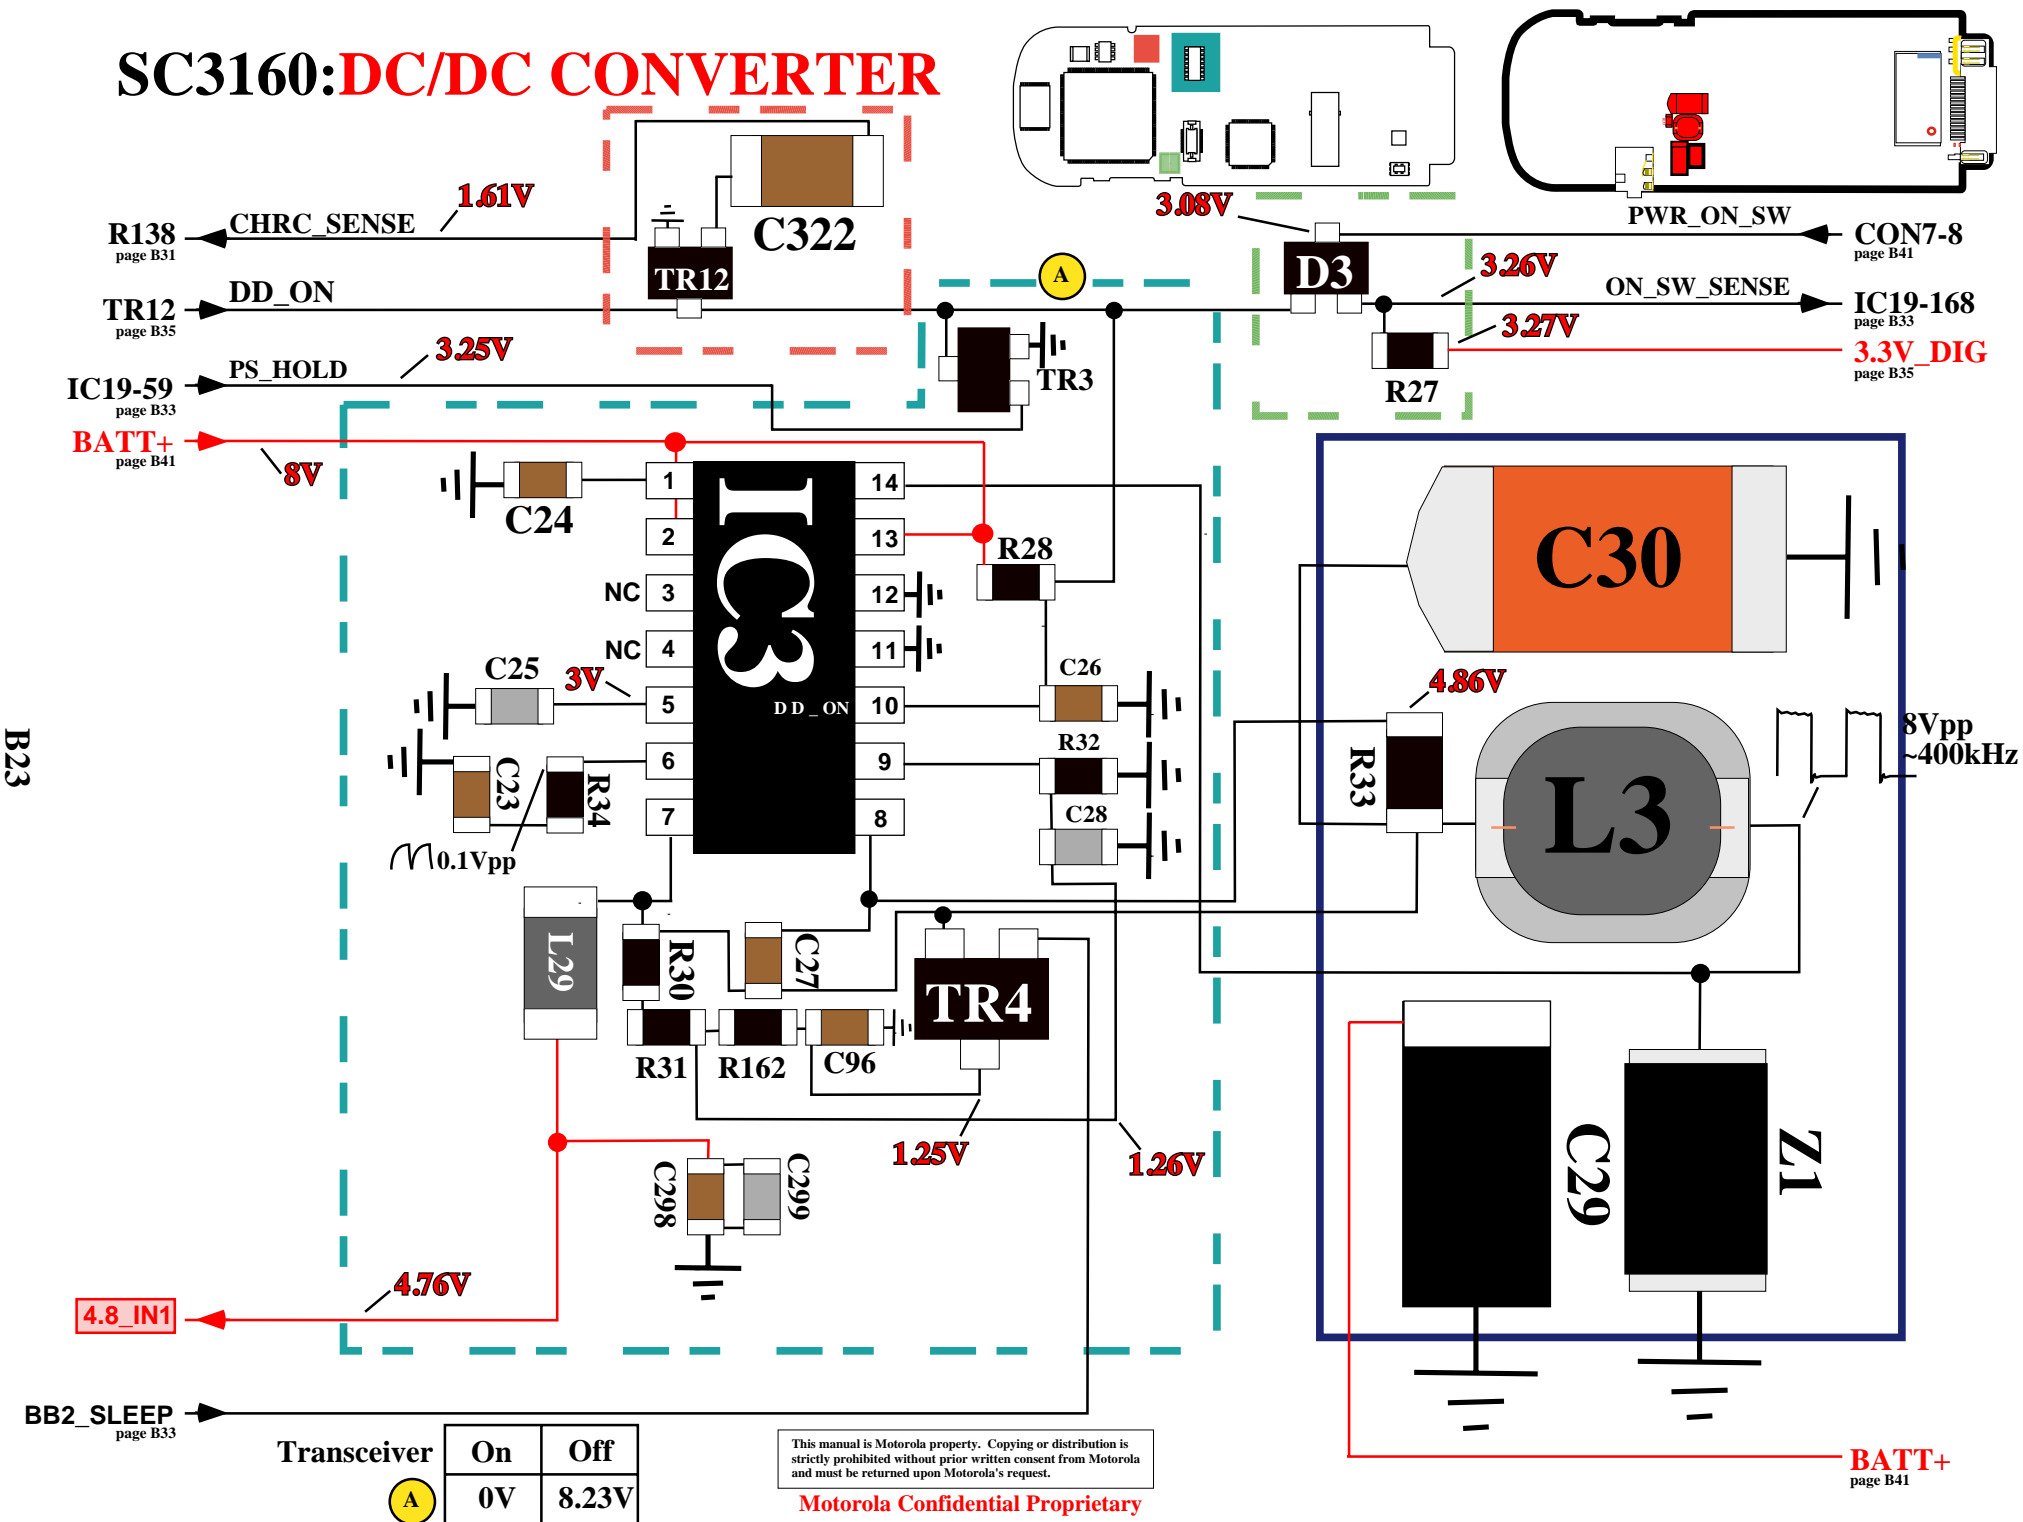 SC3160:DC/DC CONVERTER
1.61V
CHRC_SENSE
R138
page B31
C322
TR12
DD_ON
TR12
page B35
3.25V
PS_HOLD
IC19-59
page B33
BATT+
page B41
8V
A
TR3
3.08V
PWR_ON_SW
CON7-8
page B41
D3
3.26V
ON_SW_SENSE
IC19-168
page B33
3.27V
3.3V_DIG
page B35
R27
C24
IC3
1
2
NC 3
NC 4
5
6
7
14
13
12
11
DD_ON 10
9
8
R28
C25
3V
C26
R32
C28
C23
R34
0.1Vpp
L29
R30
C27
R31
R162
C96
TR4
1.25V
1.26V
C298
C299
4.76V
4.8_IN1
C30
4.86V
R33
L3
8Vpp
~400kHz
C29
Z1
BATT+
page B41
BB2_SLEEP
page B33
Transceiver On Off
A 0V 8.23V
This manual is Motorola property. Copying or distribution is
strictly prohibited without prior written consent from Motorola
and must be returned upon Motorola's request.
Motorola Confidential Proprietary
B23